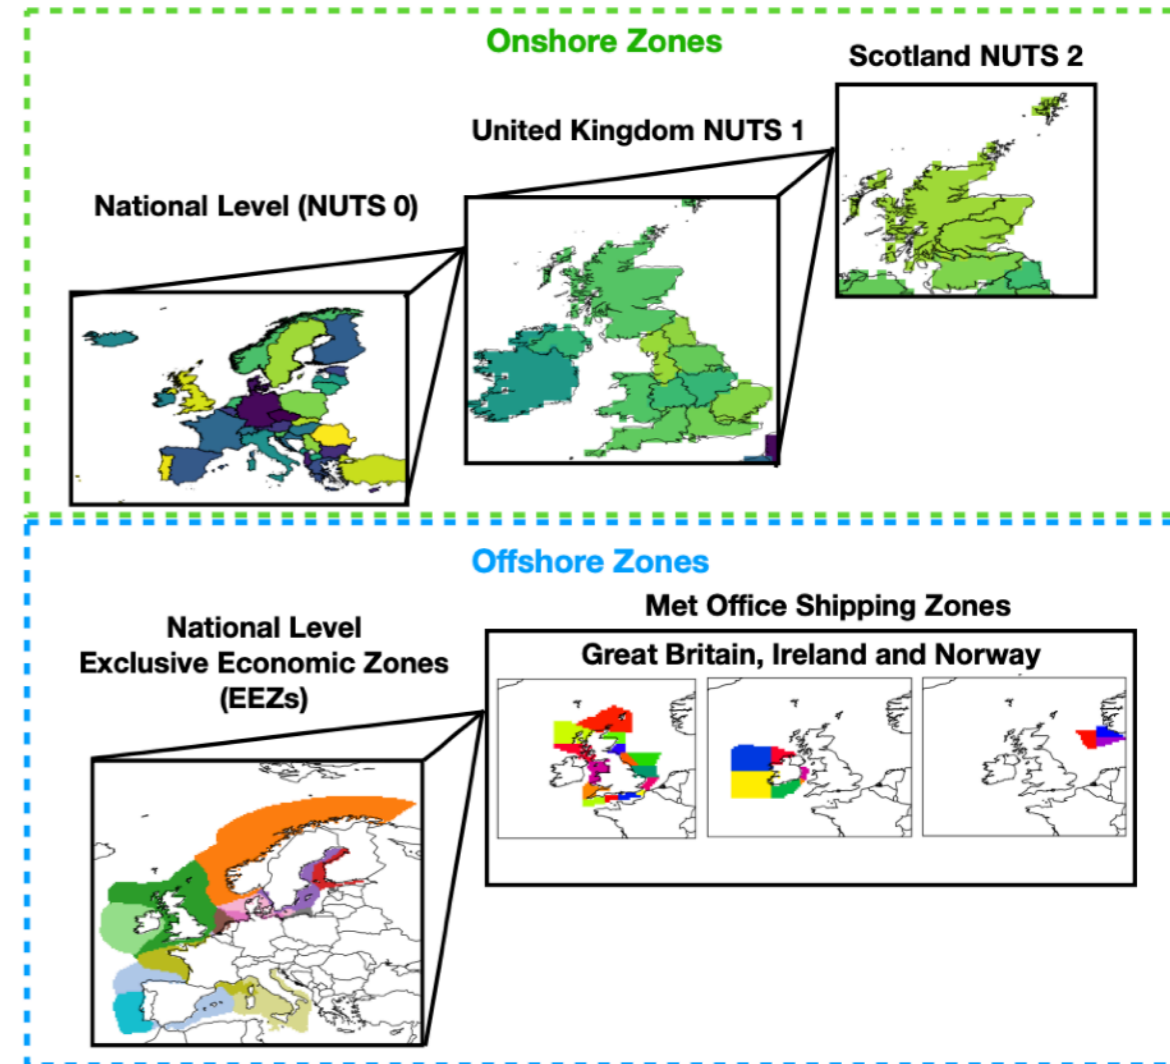 Onshore Zones
Scotland NUTS 2
United Kingdom NUTS 1
National Level (NUTS 0)
Offshore Zones
Met Office Shipping Zones
National Level
Exclusive Economic Zones
(EEZs)
Great Britain, Ireland and Norway